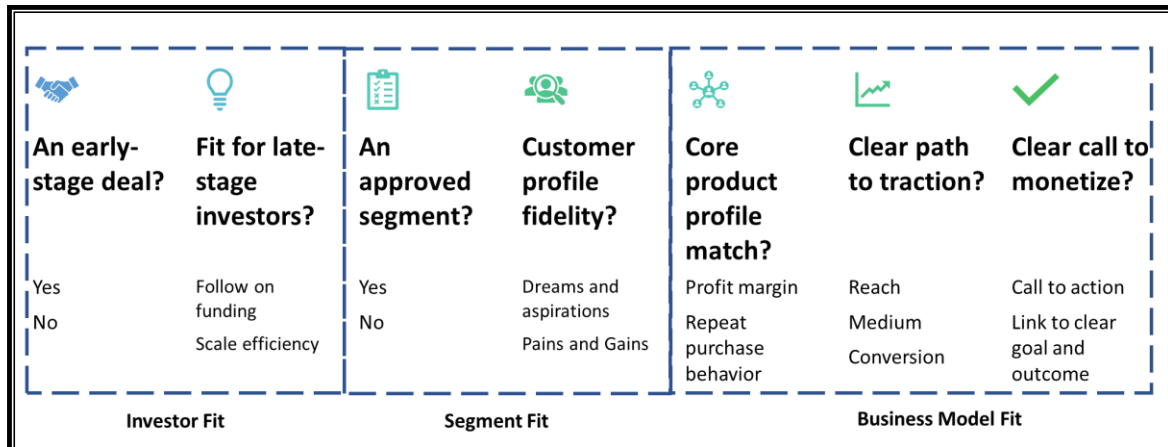 An early-
stage deal?
Yes
No
Fit for late-
stage
investors?
Follow on
funding
Scale efficiency
Investor Fit
An
approved
segment?
Yes
No
Customer
profile
fidelity?
Dreams and
aspirations
Pains and Gains
Segment Fit
Core
product
profile
match?
Profit margin
Repeat
purchase
behavior
Clear path
to traction?
Reach
Medium
Conversion
Clear call to
monetize?
Call to action
Link to clear
goal and
outcome
Business Model Fit